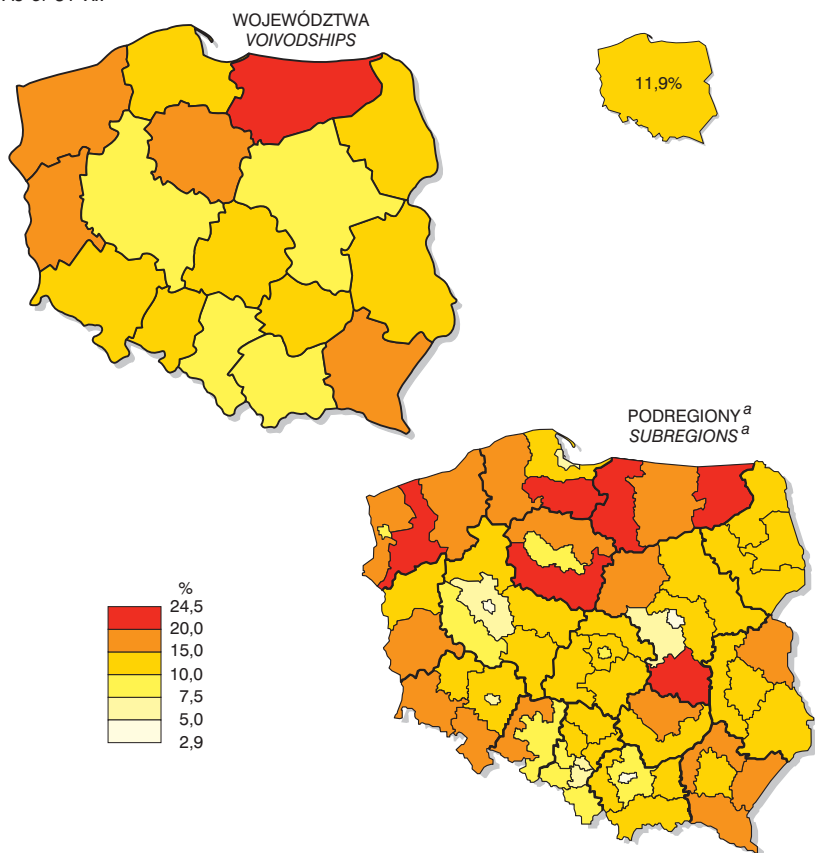 WOJEWÓDZTWA
VOIVODSHIPS
11,9%
PODREGIONY a
SUBREGIONS a
%
24,5
20,0
15,0
10,0
7,5
5,0
2,9